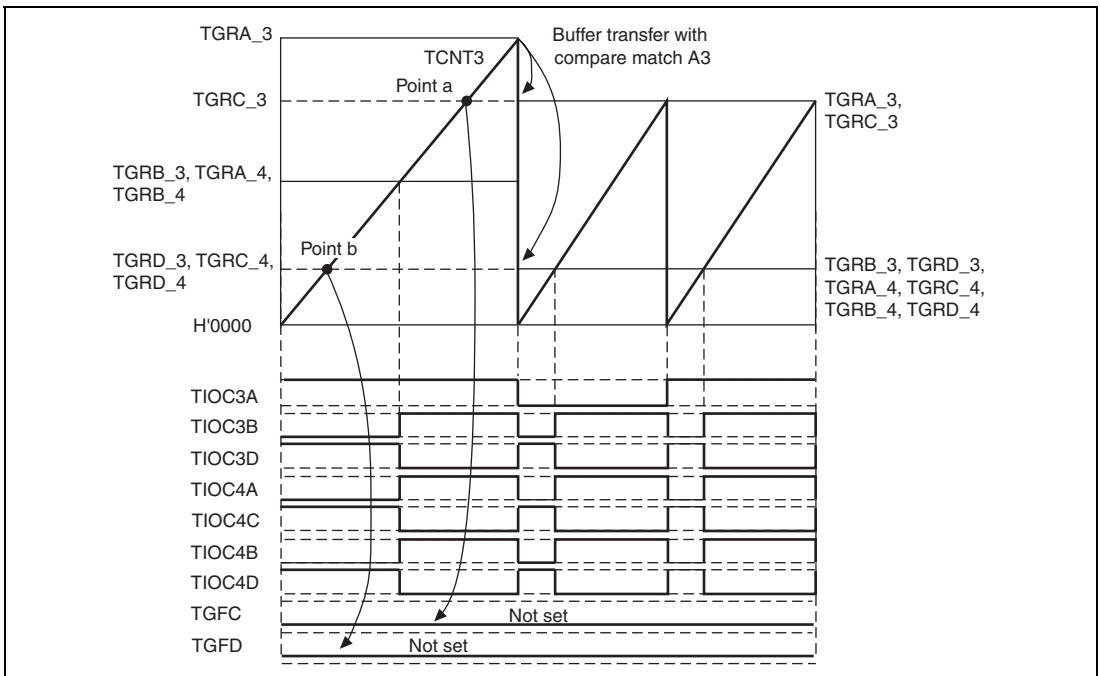 TGRA_3
TCNT3
Buffer transfer with
compare match A3
Point a
TGRC_3
TGRA_3,
TGRC_3
TGRB_3, TGRA_4,
TGRB_4
Point b
TGRD_3, TGRC_4,
TGRD_4
TGRB_3, TGRD_3,
TGRA_4, TGRC_4,
TGRB_4, TGRD_4
H'0000
TIOC3A
TIOC3B
TIOC3D
TIOC4A
TIOC4C
TIOC4B
TIOC4D
TGFC
Not set
TGFD
Not set